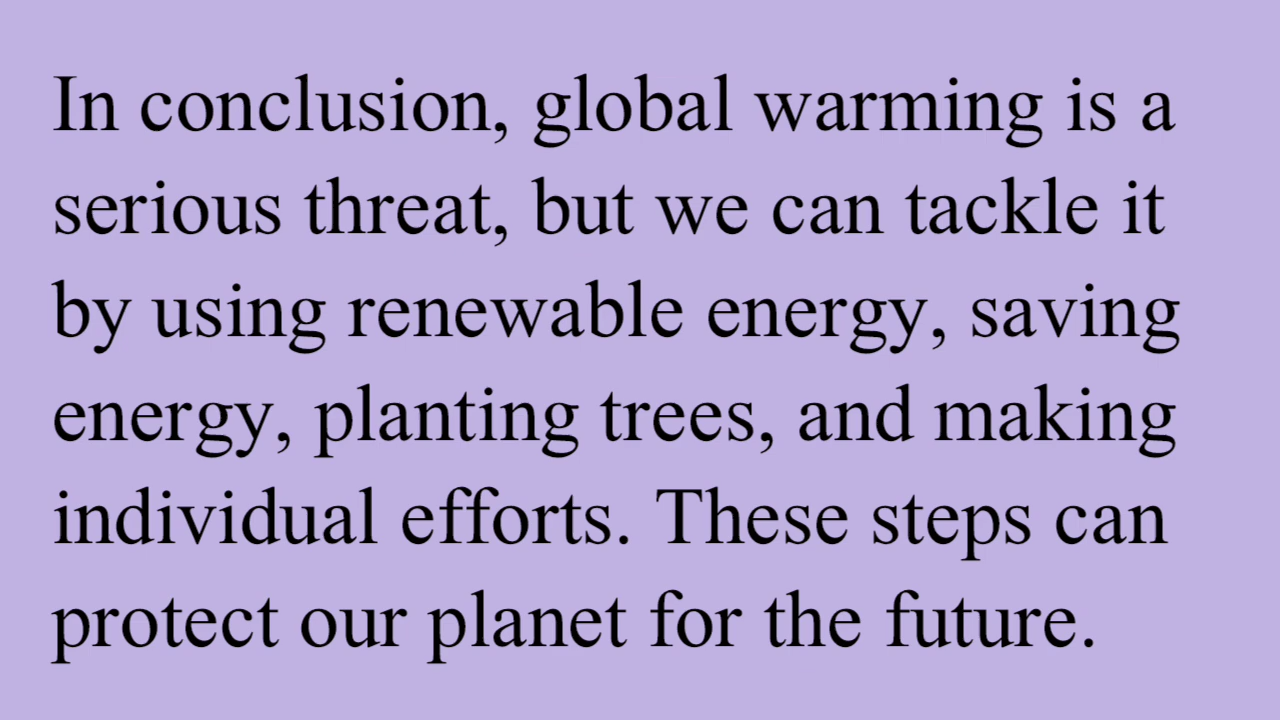 In conclusion, global warming is a
serious threat, but we can tackle it
by using renewable energy, saving
energy, planting trees, and making
individual efforts. These steps can
protect our planet for the future.